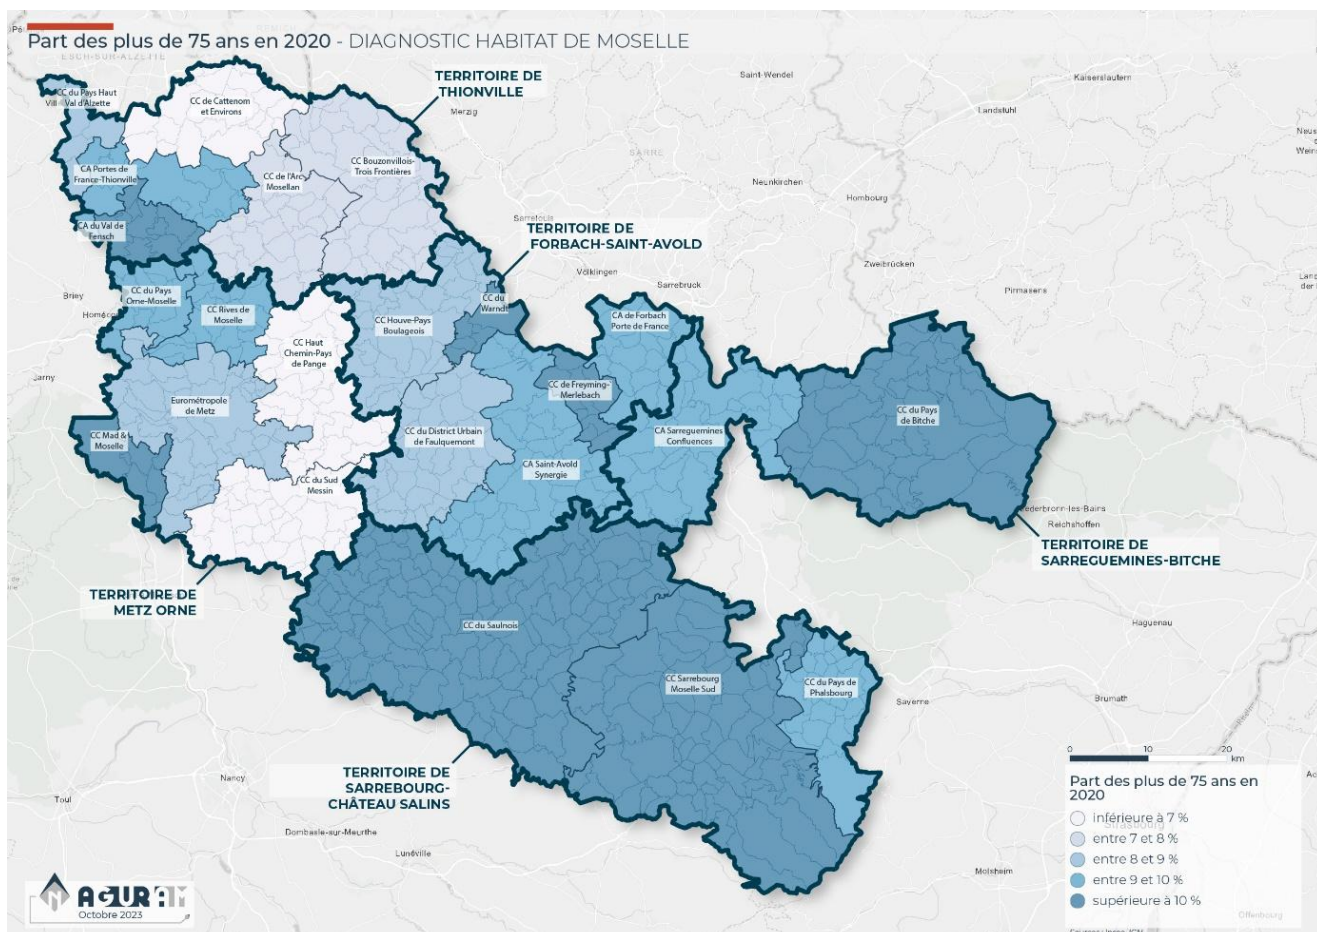 Part des plus de 75 ans en 2020 - DIAGNOSTIC HABITAT DE MOSELLE
ESCH-SUR-ALZETTE
TERRITOIRE DE
THIONVILLE
Saint-Wendel
Kaiserslautern
Landstuhl
Merzig
SARRE
Neunkirchen
Hombourg
CC du Pays Haut
Val d'Alzette
CC de Cattenom
et Environs
CA Portes de
France-Thionville
CC de l'Arc
Mosellan
CC Bouzonvillois-
Trois Frontières
CA du Val de
Fensch
Sarrelouis
TERRITOIRE DE
FORBACH-SAINT-AVOLD
Völklingen
Sarrebruck
Zweibrücken
Pirmasens
Briey
CC du Pays
Orne-Moselle
CC Rives de
Moselle
CC du
Warndt
CC Houve-Pays
Boulageois
CA de Forbach
Porte de France
CC Haut
Chemin-Pays
de Pange
Jarny
Eurométropole
de Metz
CC de Freyming-
Merlebach
CC du Pays
de Bitche
CC Mad &
Moselle
CC du District Urbain
de Faulquemont
CA Sarreguemines
Confluences
CA Saint-Avold
Synergie
CC du Sud
Messin
Reichshoffen
TERRITOIRE DE
SARREGUEMINES-BITCHE
TERRITOIRE DE
METZ ORNE
CC du Saulnois
Haguenau
CC Sarrebourg
Moselle Sud
CC du Pays de
Phalsbourg
Saverne
Brumath
TERRITOIRE DE
SARREBOURG-
CHÂTEAU SALINS
Nancy
Toul
Dombasle-sur-Meurthe
Lunéville
Molsheim
Strasbourg
Offenbourg
0 10 20
km
Part des plus de 75 ans en
2020
inférieure à 7 %
entre 7 et 8 %
entre 8 et 9 %
entre 9 et 10 %
supérieure à 10 %
N
AGURAM
Octobre 2023